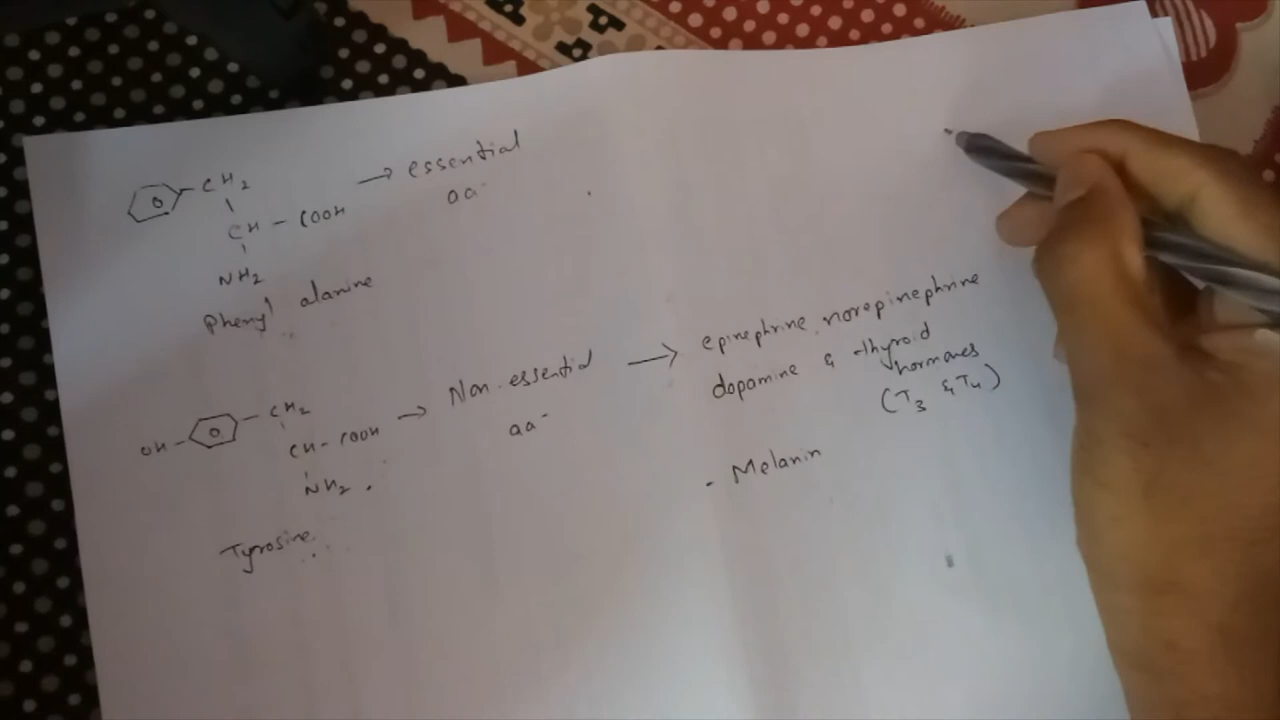 CH2 → essential
aa-
CH - COOH
NH2
Phenyl alanine
OH - CH2 → Non-essential → epinephrine, norepinephrine
aa-
dopamine & thyroid
hormones
(T3 & T4)
CH - COOH
NH2.
- Melanin
Tyrosine